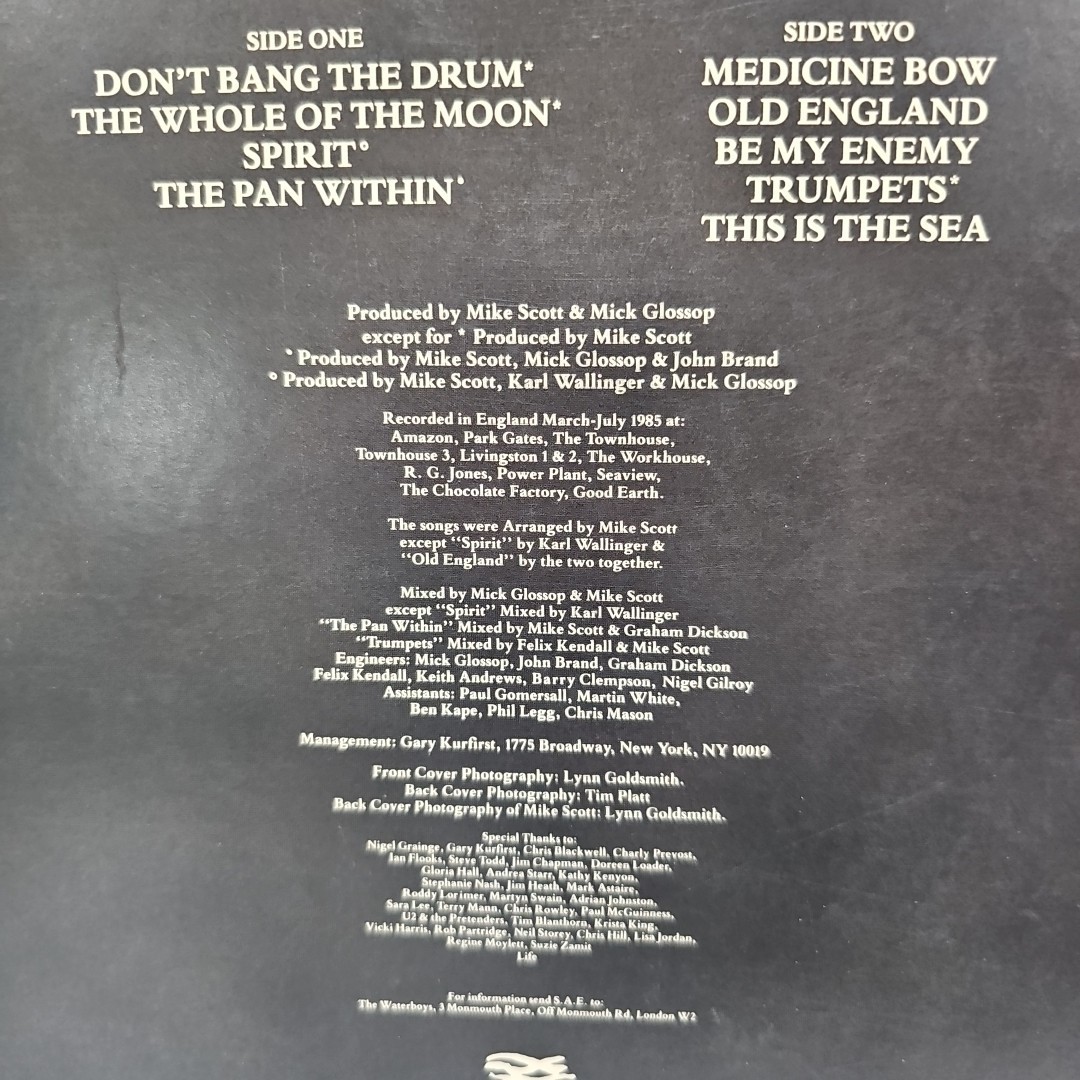 SIDE ONE
DON'T BANG THE DRUM*
THE WHOLE OF THE MOON*
SPIRIT°
THE PAN WITHIN•
SIDE TWO
MEDICINE BOW
OLD ENGLAND
BE MY ENEMY
TRUMPETS*
THIS IS THE SEA
Produced by Mike Scott & Mick Glossop
except for * Produced by Mike Scott
• Produced by Mike Scott, Mick Glossop & John Brand
° Produced by Mike Scott, Karl Wallinger & Mick Glossop
Recorded in England March-July 1985 at:
Amazon, Park Gates, The Townhouse,
Townhouse 3, Livingston 1 & 2, The Workhouse,
R. G. Jones, Power Plant, Seaview,
The Chocolate Factory, Good Earth.
The songs were Arranged by Mike Scott
except "Spirit" by Karl Wallinger &
"Old England" by the two together.
Mixed by Mick Glossop & Mike Scott
except "Spirit" Mixed by Karl Wallinger
"The Pan Within" Mixed by Mike Scott & Graham Dickson
"Trumpets" Mixed by Felix Kendall & Mike Scott
Engineers: Mick Glossop, John Brand, Graham Dickson
Felix Kendall, Keith Andrews, Barry Clempson, Nigel Gilroy
Assistants: Paul Gomersall, Martin White,
Ben Kape, Phil Legg, Chris Mason
Management: Gary Kurfirst, 1775 Broadway, New York, NY 10019
Front Cover Photography: Lynn Goldsmith.
Back Cover Photography: Tim Platt
Back Cover Photography of Mike Scott: Lynn Goldsmith.
Special Thanks to:
Nigel Grainge, Gary Kurfirst, Chris Blackwell, Charly Prevost,
Ian Flooks, Steve Todd, Jim Chapman, Doreen Loader,
Gloria Hall, Andrea Starr, Kathy Kenyon,
Stephanie Nash, Jim Heath, Mark Astaire,
Roddy Lorimer, Martyn Swain, Adrian Johnston,
Sara Lee, Terry Mann, Chris Rowley, Paul McGuinness,
U2 & the Pretenders, Tim Blanthorn, Krista King,
Vicki Harris, Rob Partridge, Neil Storey, Chris Hill, Lisa Jordan,
Regine Moylett, Suzie Zamit
Life
For information send S.A.E. to:
The Waterboys, 3 Monmouth Place, Off Monmouth Rd, London W2